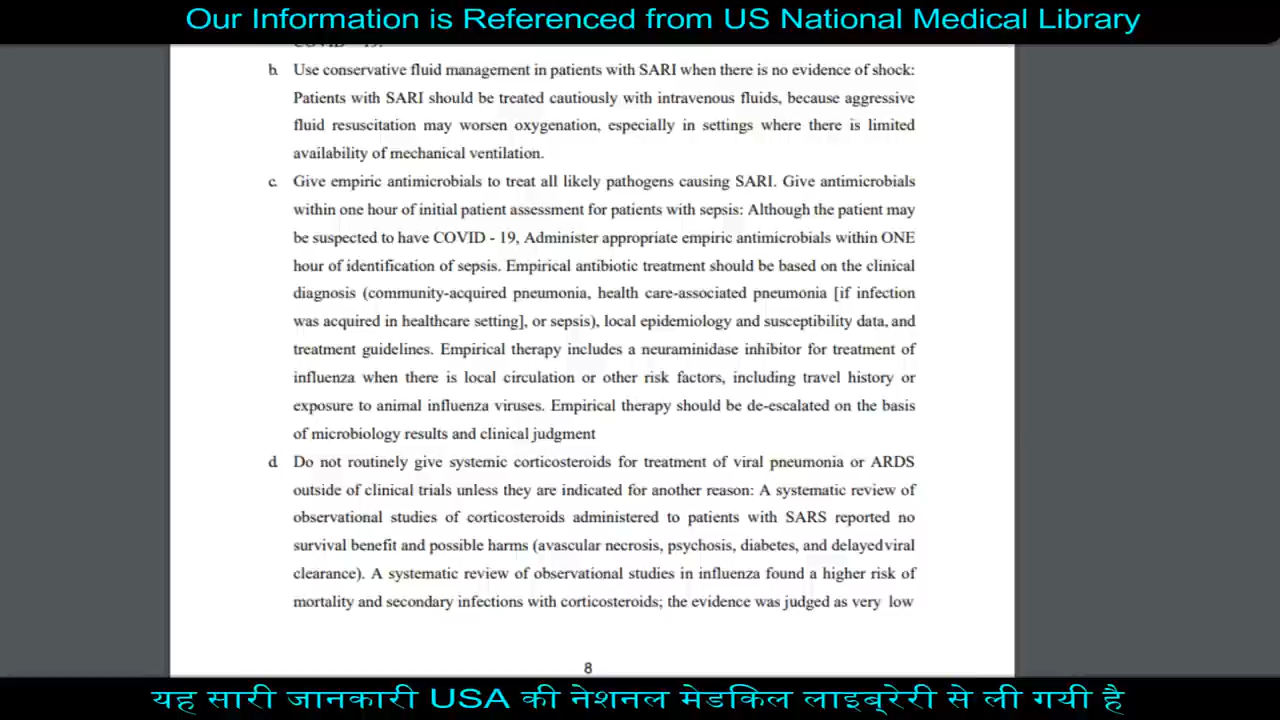 Our Information is Referenced from US National Medical Library
COVID - 19.
b. Use conservative fluid management in patients with SARI when there is no evidence of shock:
Patients with SARI should be treated cautiously with intravenous fluids, because aggressive
fluid resuscitation may worsen oxygenation, especially in settings where there is limited
availability of mechanical ventilation.
c. Give empiric antimicrobials to treat all likely pathogens causing SARI. Give antimicrobials
within one hour of initial patient assessment for patients with sepsis: Although the patient may
be suspected to have COVID - 19, Administer appropriate empiric antimicrobials within ONE
hour of identification of sepsis. Empirical antibiotic treatment should be based on the clinical
diagnosis (community-acquired pneumonia, health care-associated pneumonia [if infection
was acquired in healthcare setting], or sepsis), local epidemiology and susceptibility data, and
treatment guidelines. Empirical therapy includes a neuraminidase inhibitor for treatment of
influenza when there is local circulation or other risk factors, including travel history or
exposure to animal influenza viruses. Empirical therapy should be de-escalated on the basis
of microbiology results and clinical judgment
d. Do not routinely give systemic corticosteroids for treatment of viral pneumonia or ARDS
outside of clinical trials unless they are indicated for another reason: A systematic review of
observational studies of corticosteroids administered to patients with SARS reported no
survival benefit and possible harms (avascular necrosis, psychosis, diabetes, and delayed viral
clearance). A systematic review of observational studies in influenza found a higher risk of
mortality and secondary infections with corticosteroids; the evidence was judged as very low
8
यह सारी जानकारी USA की नेशनल मेडकिल लाइब्रेरी से ली गयी है